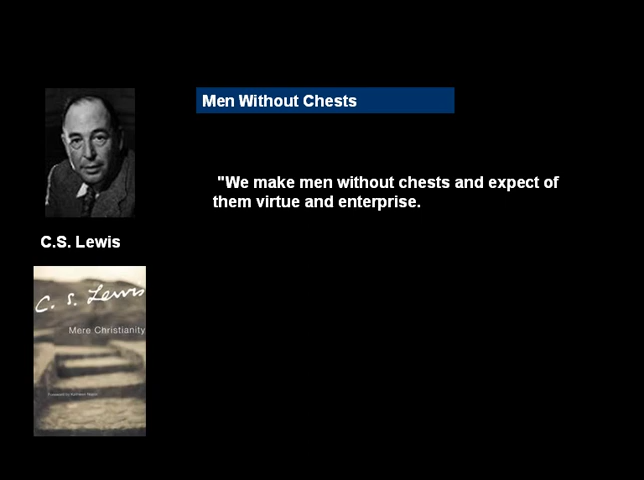 Men Without Chests
"We make men without chests and expect of
them virtue and enterprise.
C.S. Lewis
C. S. Lewis
Mere Christianity